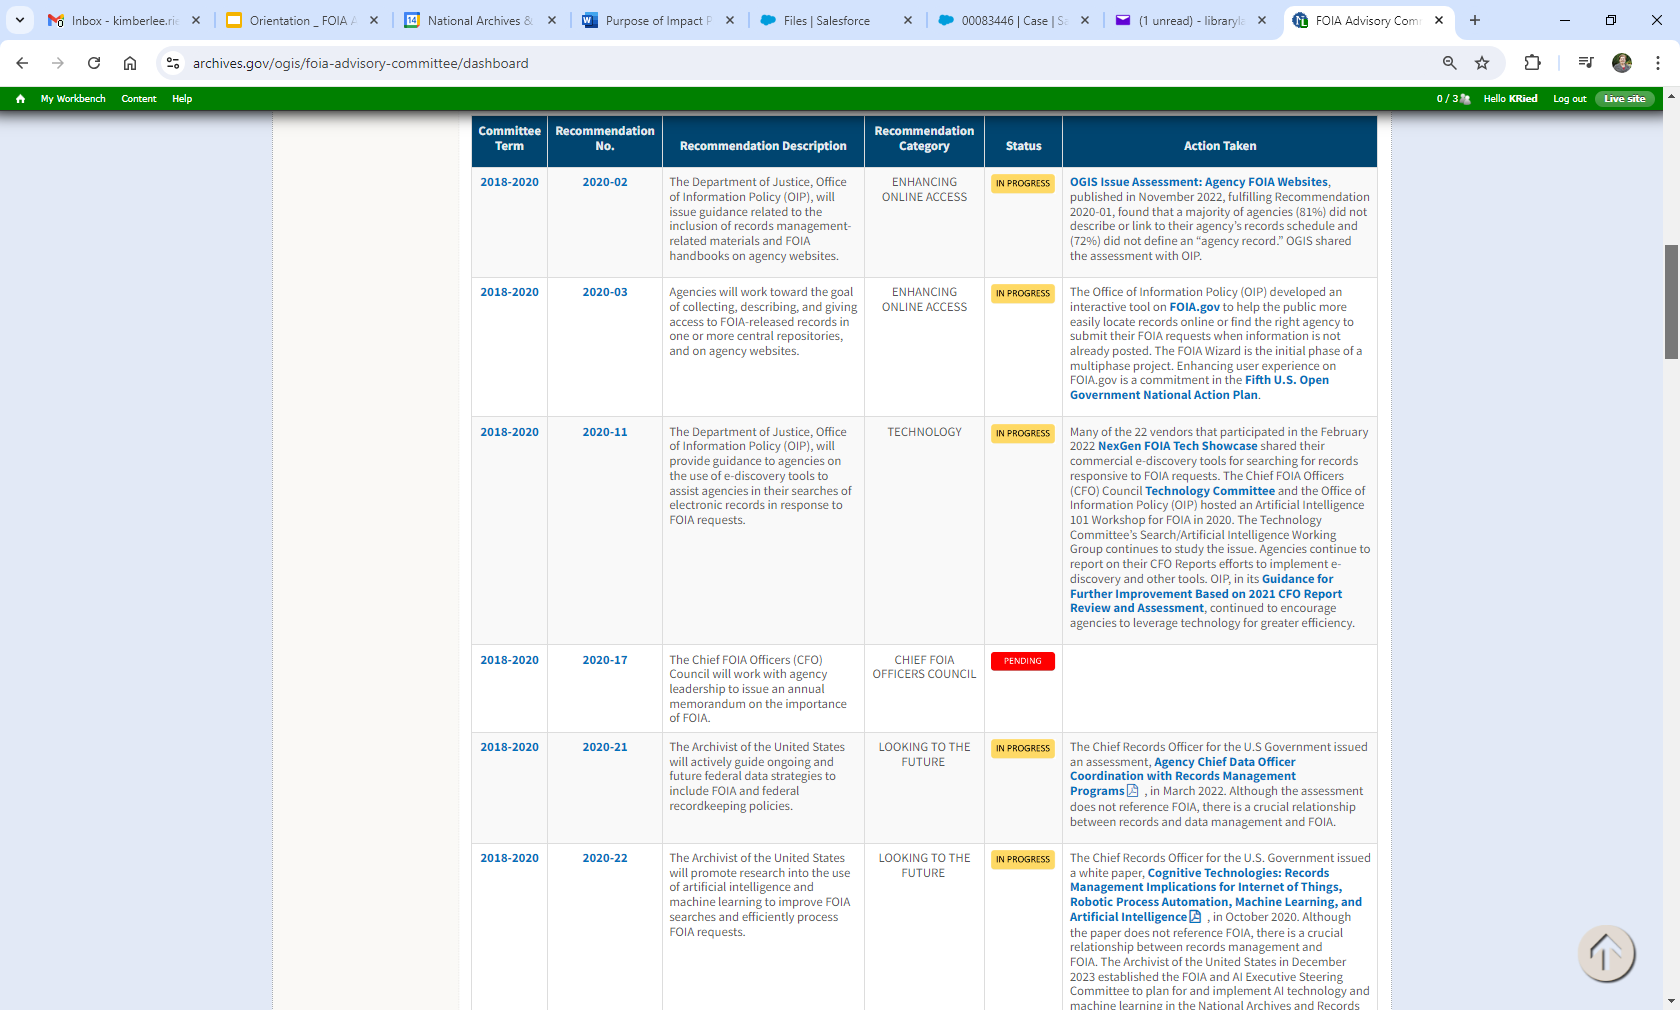 Inbox - kimberlee.rie
Orientation _ FOIA A
14
National Archives &
Purpose of Impact P
Files | Salesforce
00083446 | Case | Sa
(1 unread) - libraryla
FOIA Advisory Com
archives.gov/ogis/foia-advisory-committee/dashboard
My Workbench
Content
Help
0 / 3
Hello KRied
Log out
Live site
Committee Term
Recommendation No.
Recommendation Description
Recommendation Category
Status
Action Taken
2018-2020
2020-02
The Department of Justice, Office
of Information Policy (OIP), will
issue guidance related to the
inclusion of records management-
related materials and FOIA
handbooks on agency websites.
ENHANCING
ONLINE ACCESS
IN PROGRESS
OGIS Issue Assessment: Agency FOIA Websites,
published in November 2022, fulfilling Recommendation
2020-01, found that a majority of agencies (81%) did not
describe or link to their agency's records schedule and
(72%) did not define an “agency record.” OGIS shared
the assessment with OIP.
2018-2020
2020-03
Agencies will work toward the goal
of collecting, describing, and giving
access to FOIA-released records in
one or more central repositories,
and on agency websites.
ENHANCING
ONLINE ACCESS
IN PROGRESS
The Office of Information Policy (OIP) developed an
interactive tool on FOIA.gov to help the public more
easily locate records online or find the right agency to
submit their FOIA requests when information is not
already posted. The FOIA Wizard is the initial phase of a
multiphase project. Enhancing user experience on
FOIA.gov is a commitment in the Fifth U.S. Open
Government National Action Plan.
2018-2020
2020-11
The Department of Justice, Office
of Information Policy (OIP), will
provide guidance to agencies on
the use of e-discovery tools to
assist agencies in their searches of
electronic records in response to
FOIA requests.
TECHNOLOGY
IN PROGRESS
Many of the 22 vendors that participated in the February
2022 NexGen FOIA Tech Showcase shared their
commercial e-discovery tools for searching for records
responsive to FOIA requests. The Chief FOIA Officers
(CFO) Council Technology Committee and the Office of
Information Policy (OIP) hosted an Artificial Intelligence
101 Workshop for FOIA in 2020. The Technology
Committee's Search/Artificial Intelligence Working
Group continues to study the issue. Agencies continue to
report on their CFO Reports efforts to implement e-
discovery and other tools. OIP, in its Guidance for
Further Improvement Based on 2021 CFO Report
Review and Assessment, continued to encourage
agencies to leverage technology for greater efficiency.
2018-2020
2020-17
The Chief FOIA Officers (CFO)
Council will work with agency
leadership to issue an annual
memorandum on the importance
of FOIA.
CHIEF FOIA
OFFICERS COUNCIL
PENDING
2018-2020
2020-21
The Archivist of the United States
will actively guide ongoing and
future federal data strategies to
include FOIA and federal
recordkeeping policies.
LOOKING TO THE
FUTURE
IN PROGRESS
The Chief Records Officer for the U.S Government issued
an assessment, Agency Chief Data Officer
Coordination with Records Management
Programs , in March 2022. Although the assessment
does not reference FOIA, there is a crucial relationship
between records and data management and FOIA.
2018-2020
2020-22
The Archivist of the United States
will promote research into the use
of artificial intelligence and
machine learning to improve FOIA
searches and efficiently process
FOIA requests.
LOOKING TO THE
FUTURE
IN PROGRESS
The Chief Records Officer for the U.S. Government issued
a white paper, Cognitive Technologies: Records
Management Implications for Internet of Things,
Robotic Process Automation, Machine Learning, and
Artificial Intelligence , in October 2020. Although
the paper does not reference FOIA, there is a crucial
relationship between records management and
FOIA. The Archivist of the United States in December
2023 established the FOIA and AI Executive Steering
Committee to plan for and implement AI technology and
machine learning in the National Archives and Records